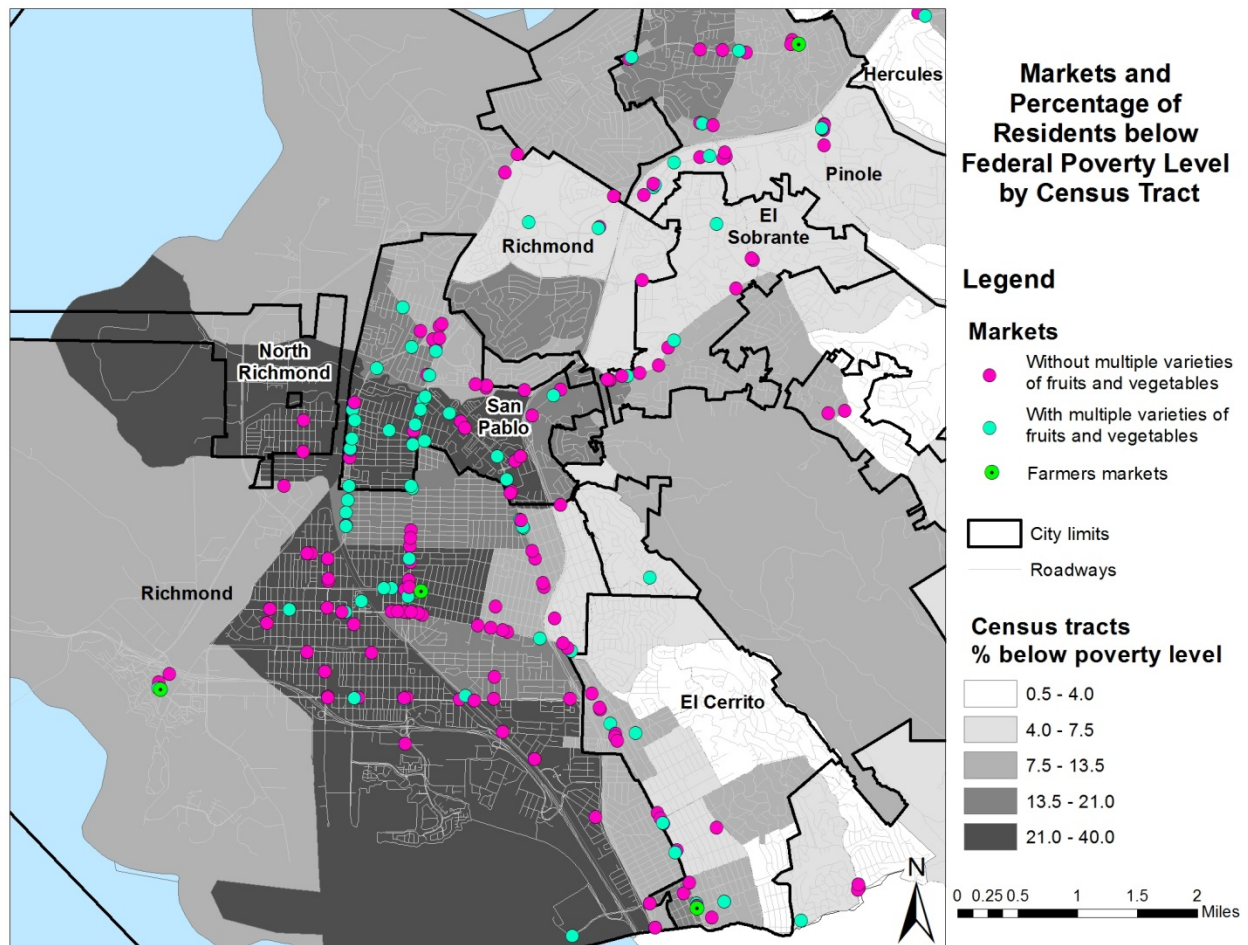 Markets and
Percentage of
Residents below
Federal Poverty Level
by Census Tract
Hercules
Pinole
El
Sobrante
Richmond
North
Richmond
San
Pablo
Richmond
El Cerrito
Legend
Markets
Without multiple varieties
of fruits and vegetables
With multiple varieties of
fruits and vegetables
Farmers markets
City limits
Roadways
Census tracts
% below poverty level
0.5 - 4.0
4.0 - 7.5
7.5 - 13.5
13.5 - 21.0
21.0 - 40.0
N
0 0.25 0.5 1 1.5 2
Miles